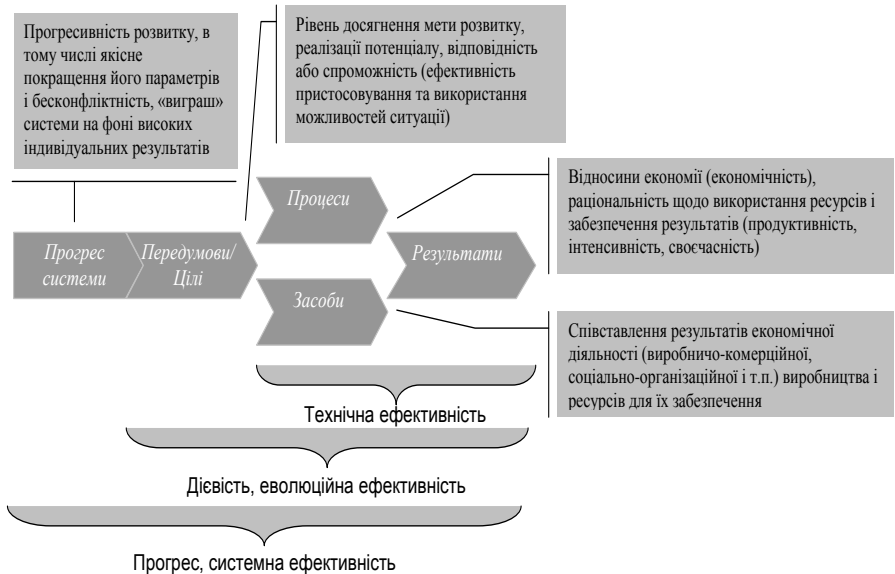 Прогресивність розвитку, в
тому числі якісне
покращення його параметрів
і бесконфліктність, «виграш»
системи на фоні високих
індивідуальних результатів
Рівень досягнення мети розвитку,
реалізації потенціалу, відповідність
або спроможність (ефективність
пристосовування та використання
можливостей ситуації)
Відносини економії (економічність),
раціональність щодо використання ресурсів і
забезпечення результатів (продуктивність,
інтенсивність, своєчасність)
Процеси
Прогрес
системи
Передумови/
Цілі
Результати
Засоби
Співставлення результатів економічної
діяльності (виробничо-комерційної,
соціально-організаційної і т.п.) виробництва і
ресурсів для їх забезпечення
Технічна ефективність
Дієвість, еволюційна ефективність
Прогрес, системна ефективність